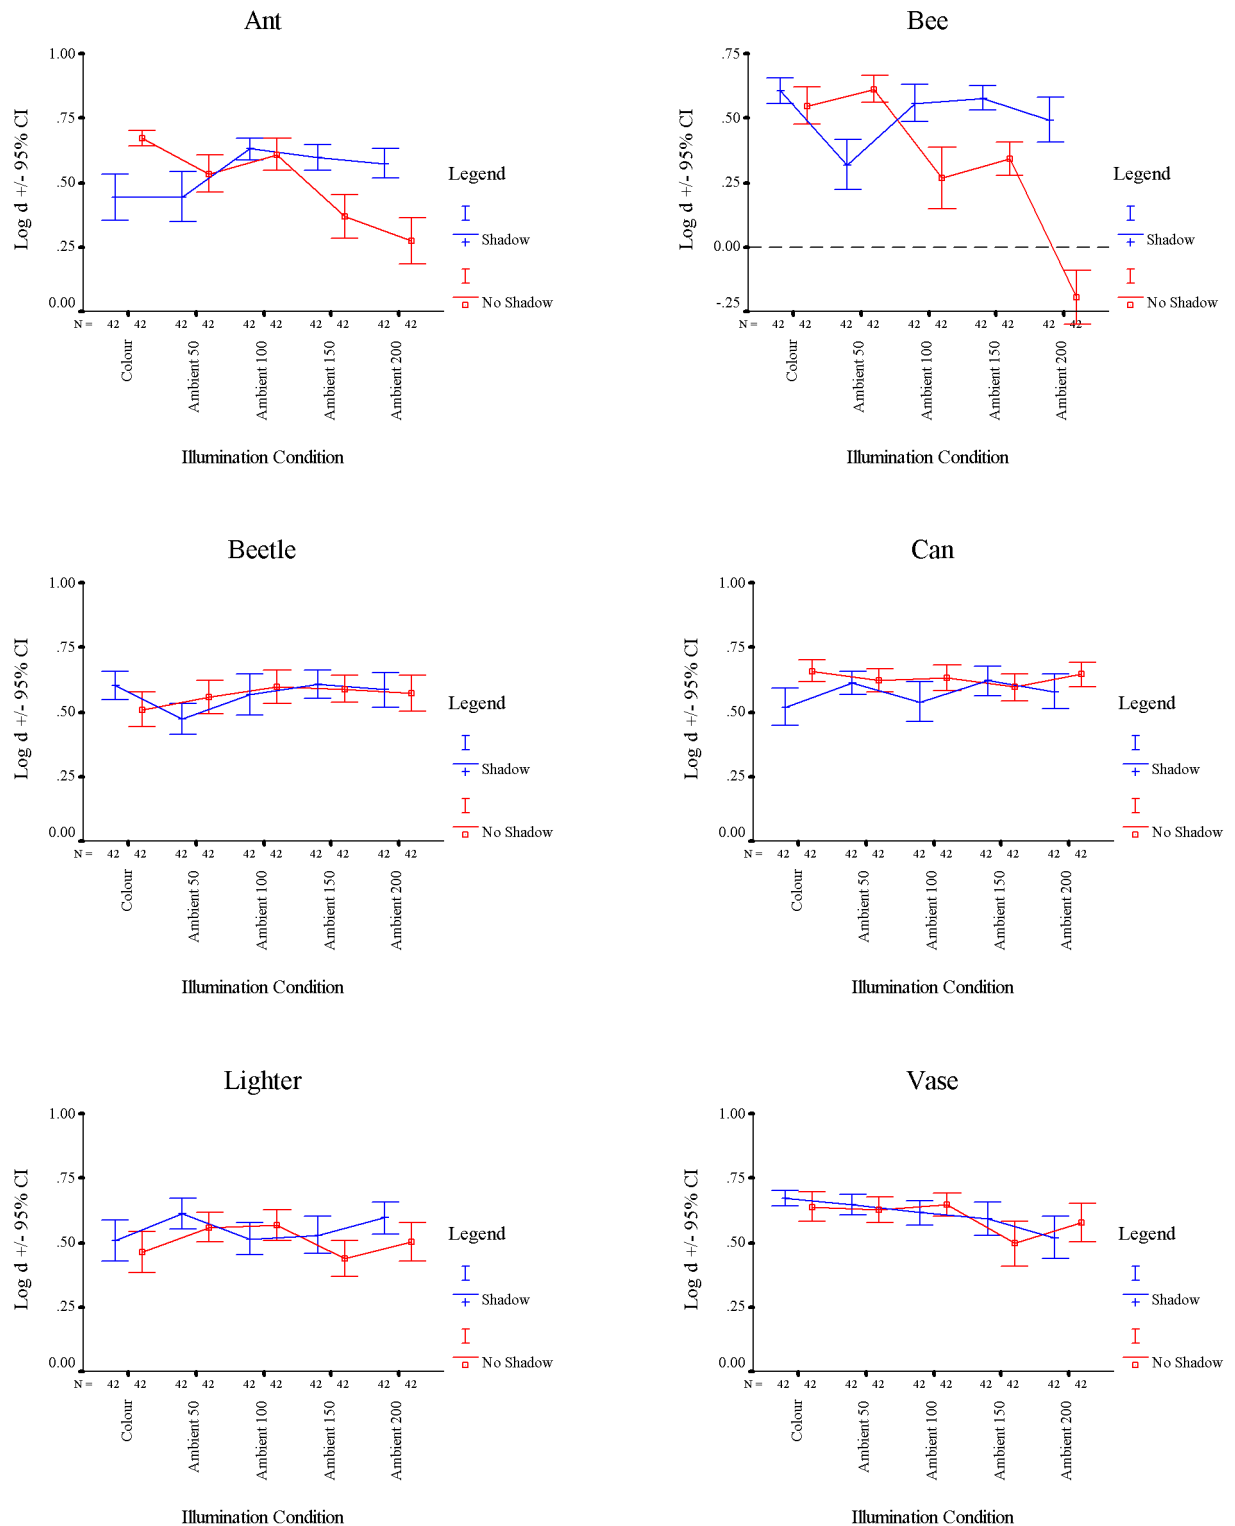 Ant
1.00
.75
.50
.25
0.00
Log d +/- 95% CI
N = 42 42 42 42 42 42 42 42 42 42
Colour
Ambient 50
Ambient 100
Ambient 150
Ambient 200
Illumination Condition
Legend
Shadow
No Shadow
Bee
.75
.50
.25
0.00
-.25
Log d +/- 95% CI
N = 42 42 42 42 42 42 42 42 42 42
Colour
Ambient 50
Ambient 100
Ambient 150
Ambient 200
Illumination Condition
Legend
Shadow
No Shadow
Beetle
1.00
.75
.50
.25
0.00
Log d +/- 95% CI
N = 42 42 42 42 42 42 42 42 42 42
Colour
Ambient 50
Ambient 100
Ambient 150
Ambient 200
Illumination Condition
Legend
Shadow
No Shadow
Can
1.00
.75
.50
.25
0.00
Log d +/- 95% CI
N = 42 42 42 42 42 42 42 42 42 42
Colour
Ambient 50
Ambient 100
Ambient 150
Ambient 200
Illumination Condition
Legend
Shadow
No Shadow
Lighter
1.00
.75
.50
.25
0.00
Log d +/- 95% CI
N = 42 42 42 42 42 42 42 42 42 42
Colour
Ambient 50
Ambient 100
Ambient 150
Ambient 200
Illumination Condition
Legend
Shadow
No Shadow
Vase
1.00
.75
.50
.25
0.00
Log d +/- 95% CI
N = 42 42 42 42 42 42 42 42 42 42
Colour
Ambient 50
Ambient 100
Ambient 150
Ambient 200
Illumination Condition
Legend
Shadow
No Shadow